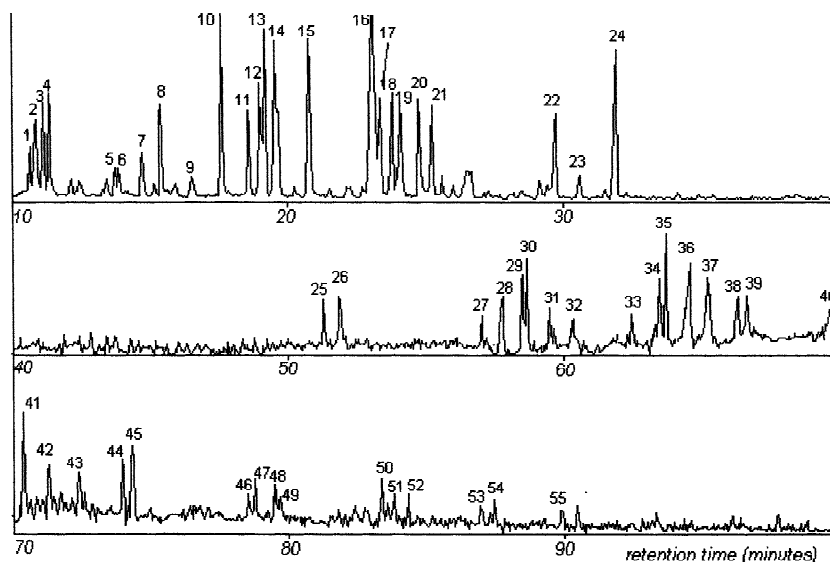 1 2 3 4 5 6 7 8 9 10 11 12 13 14 15 16 17 18 19 20 21 22 23 24
10 20 30
25 26 27 28 29 30 31 32 33 34 35 36 37 38 39 40
40 50 60
41 42 43 44 45 46 47 48 49 50 51 52 53 54 55
70 80 90 retention time (minutes)